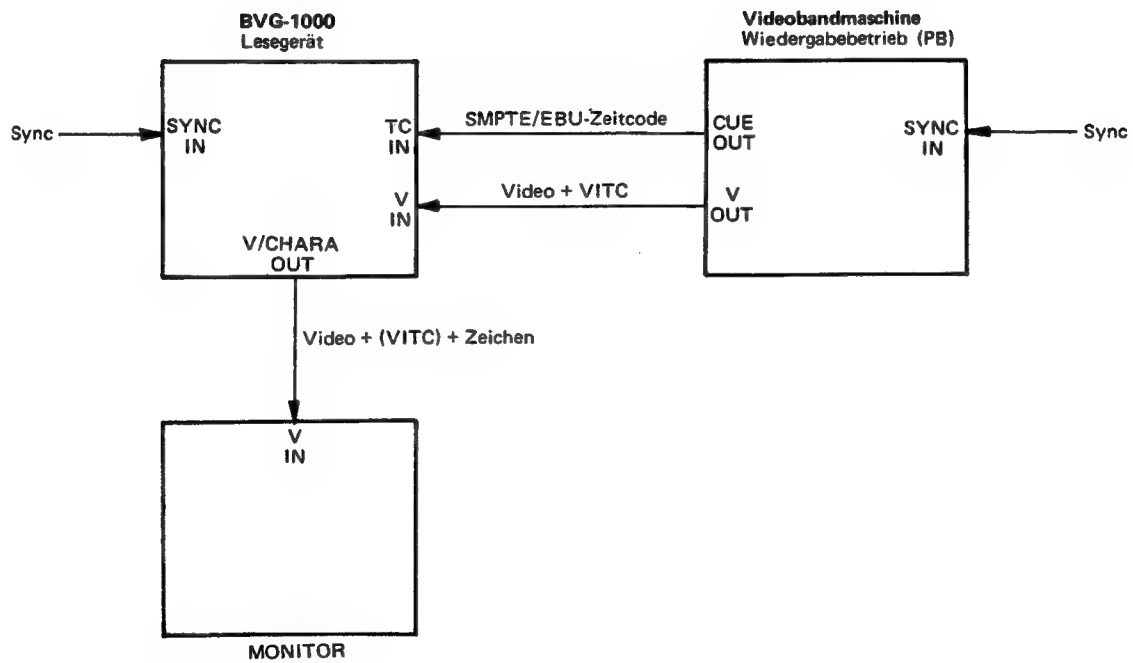 BVG-1000
Lesegerät
Videobandmaschine
Wiedergabebetrieb (PB)
Sync
SYNC
IN
TC
IN
SMPTE/EBU-Zeitcode
CUE
OUT
SYNC
IN
Sync
V
IN
Video + VITC
V
OUT
V/CHARA
OUT
Video + (VITC) + Zeichen
V
IN
MONITOR